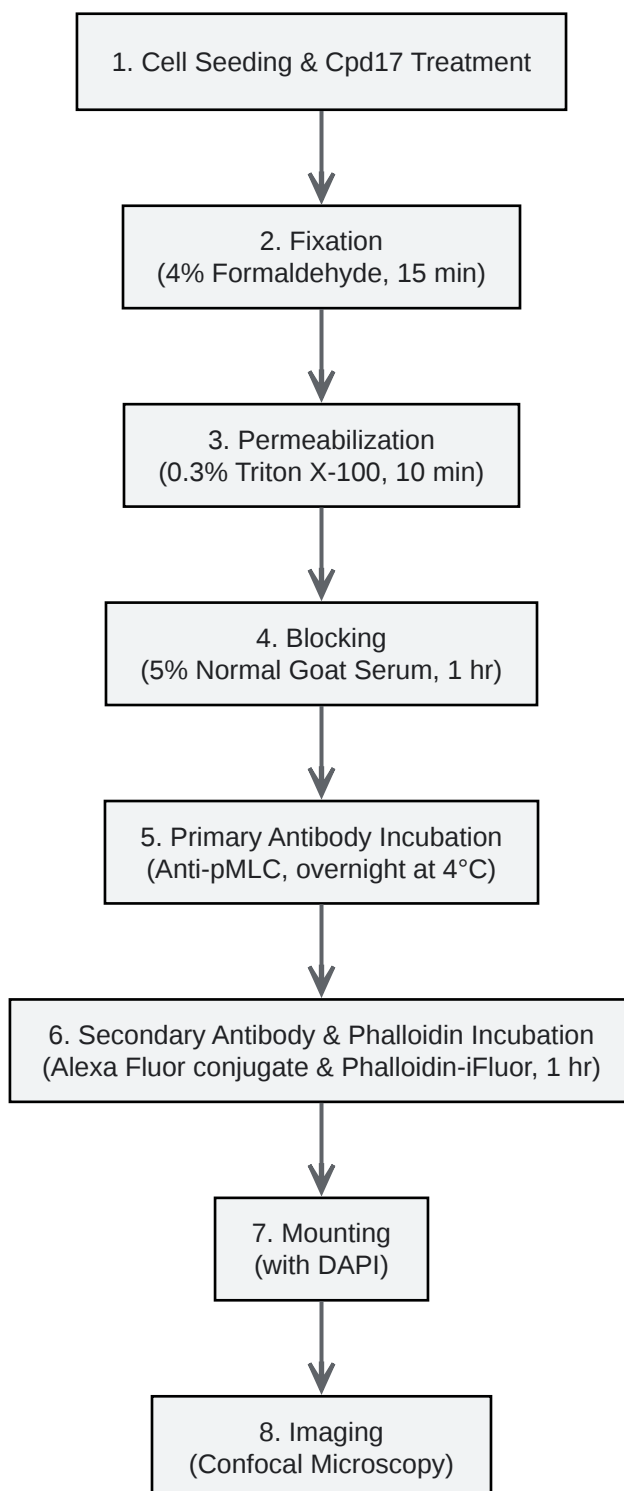 1. Cell Seeding & Cpd17 Treatment
2. Fixation
(4% Formaldehyde, 15 min)
3. Permeabilization
(0.3% Triton X-100, 10 min)
4. Blocking
(5% Normal Goat Serum, 1 hr)
5. Primary Antibody Incubation
(Anti-pMLC, overnight at 4°C)
6. Secondary Antibody & Phalloidin Incubation
(Alexa Fluor conjugate & Phalloidin-iFluor, 1 hr)
7. Mounting
(with DAPI)
8. Imaging
(Confocal Microscopy)